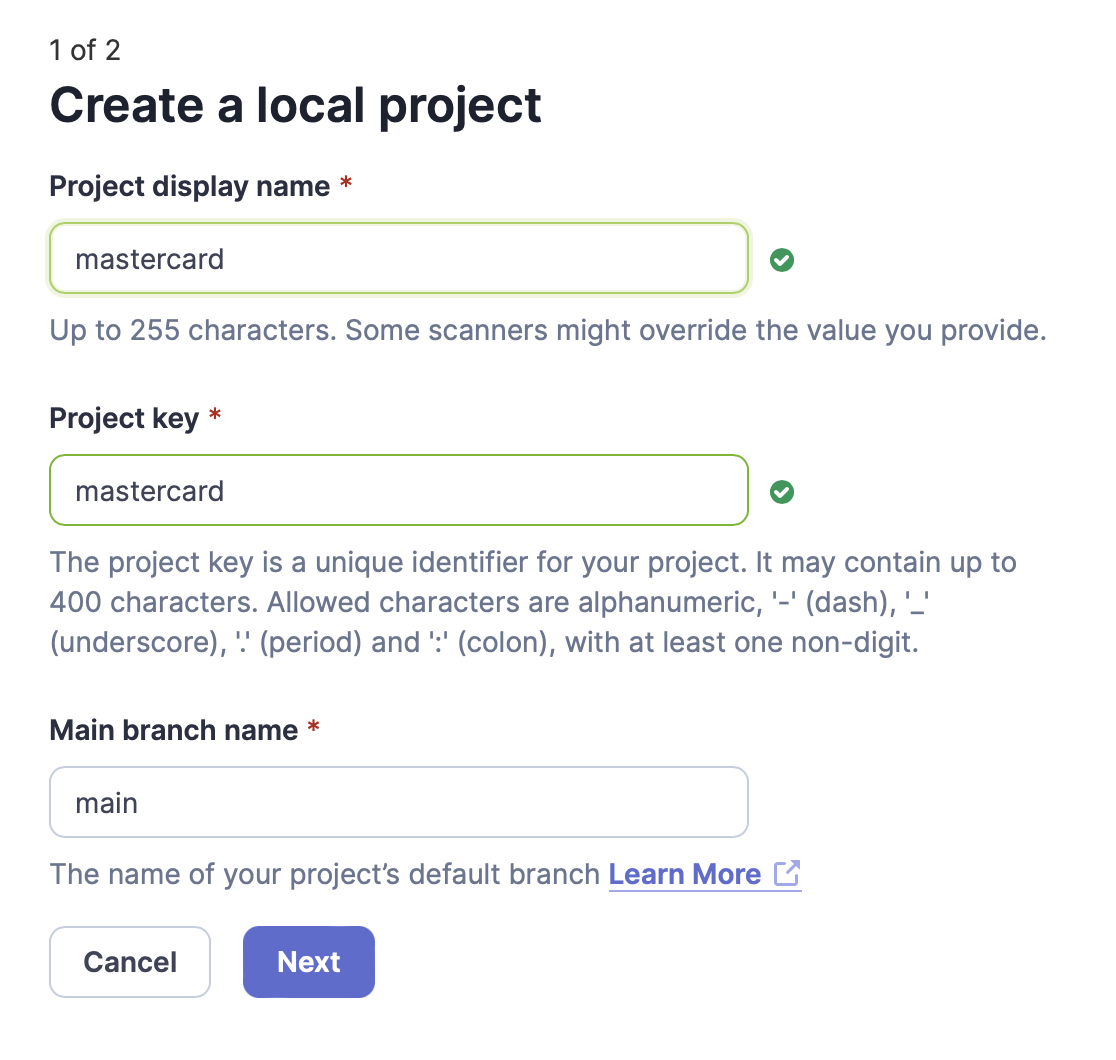 1 of 2
Create a local project
Project display name *
mastercard
Up to 255 characters. Some scanners might override the value you provide.
Project key *
mastercard
The project key is a unique identifier for your project. It may contain up to
400 characters. Allowed characters are alphanumeric, '-' (dash), '_'
(underscore), '.' (period) and ':' (colon), with at least one non-digit.
Main branch name *
main
The name of your project’s default branch Learn More
Cancel Next